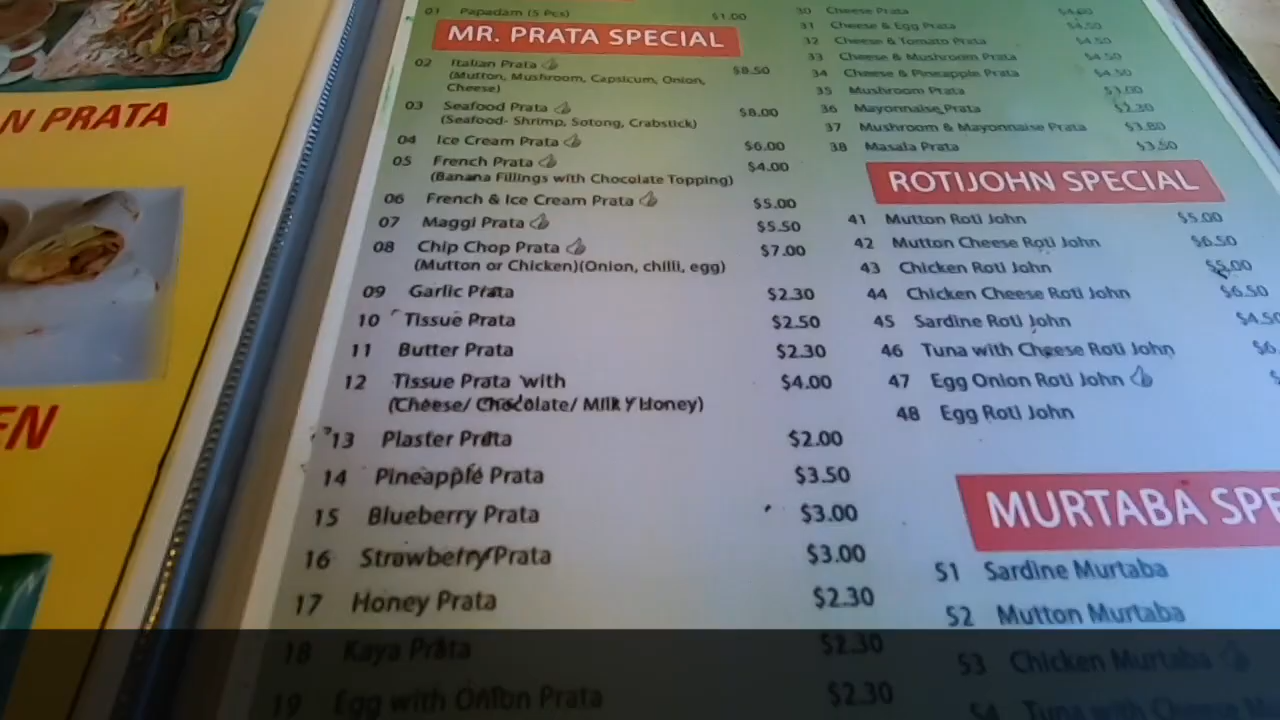 N PRATA
EN
01 Papadam (5 Pcs) $1.00
MR. PRATA SPECIAL
02 Italian Prata $8.50
(Mutton, Mushroom, Capsicum, Onion,
Cheese)
03 Seafood Prata $8.00
(Seafood- Shrimp, Sotong, Crabstick)
04 Ice Cream Prata $6.00
05 French Prata $4.00
(Banana Fillings with Chocolate Topping)
06 French & Ice Cream Prata $5.00
07 Maggi Prata $5.50
08 Chip Chop Prata $7.00
(Mutton or Chicken)(Onion, chilli, egg)
09 Garlic Prata $2.30
10 Tissue Prata $2.50
11 Butter Prata $2.30
12 Tissue Prata with $4.00
(Cheese/ Chocolate/ Milk Y Honey)
13 Plaster Prata $2.00
14 Pineapple Prata $3.50
15 Blueberry Prata $3.00
16 Strawberry Prata $3.00
17 Honey Prata $2.30
18 Kaya Prata $2.30
19 Egg with Onion Prata $2.30
30 Cheese Prata
31 Cheese & Egg Prata $4.50
32 Cheese & Tomato Prata $4.50
33 Cheese & Mushroom Prata $4.50
34 Cheese & Pineapple Prata $4.50
35 Mushroom Prata $3.00
36 Mayonnaise Prata $2.30
37 Mushroom & Mayonnaise Prata $3.80
38 Masala Prata $3.50
ROTIJOHN SPECIAL
41 Mutton Roti John $5.00
42 Mutton Cheese Roti John $6.50
43 Chicken Roti John $5.00
44 Chicken Cheese Roti John $6.50
45 Sardine Roti John $4.50
46 Tuna with Cheese Roti John $6.
47 Egg Onion Roti John
48 Egg Roti John
MURTABA SPE
51 Sardine Murtaba
52 Mutton Murtaba
53 Chicken Murtaba
54 Tuna with Cheese